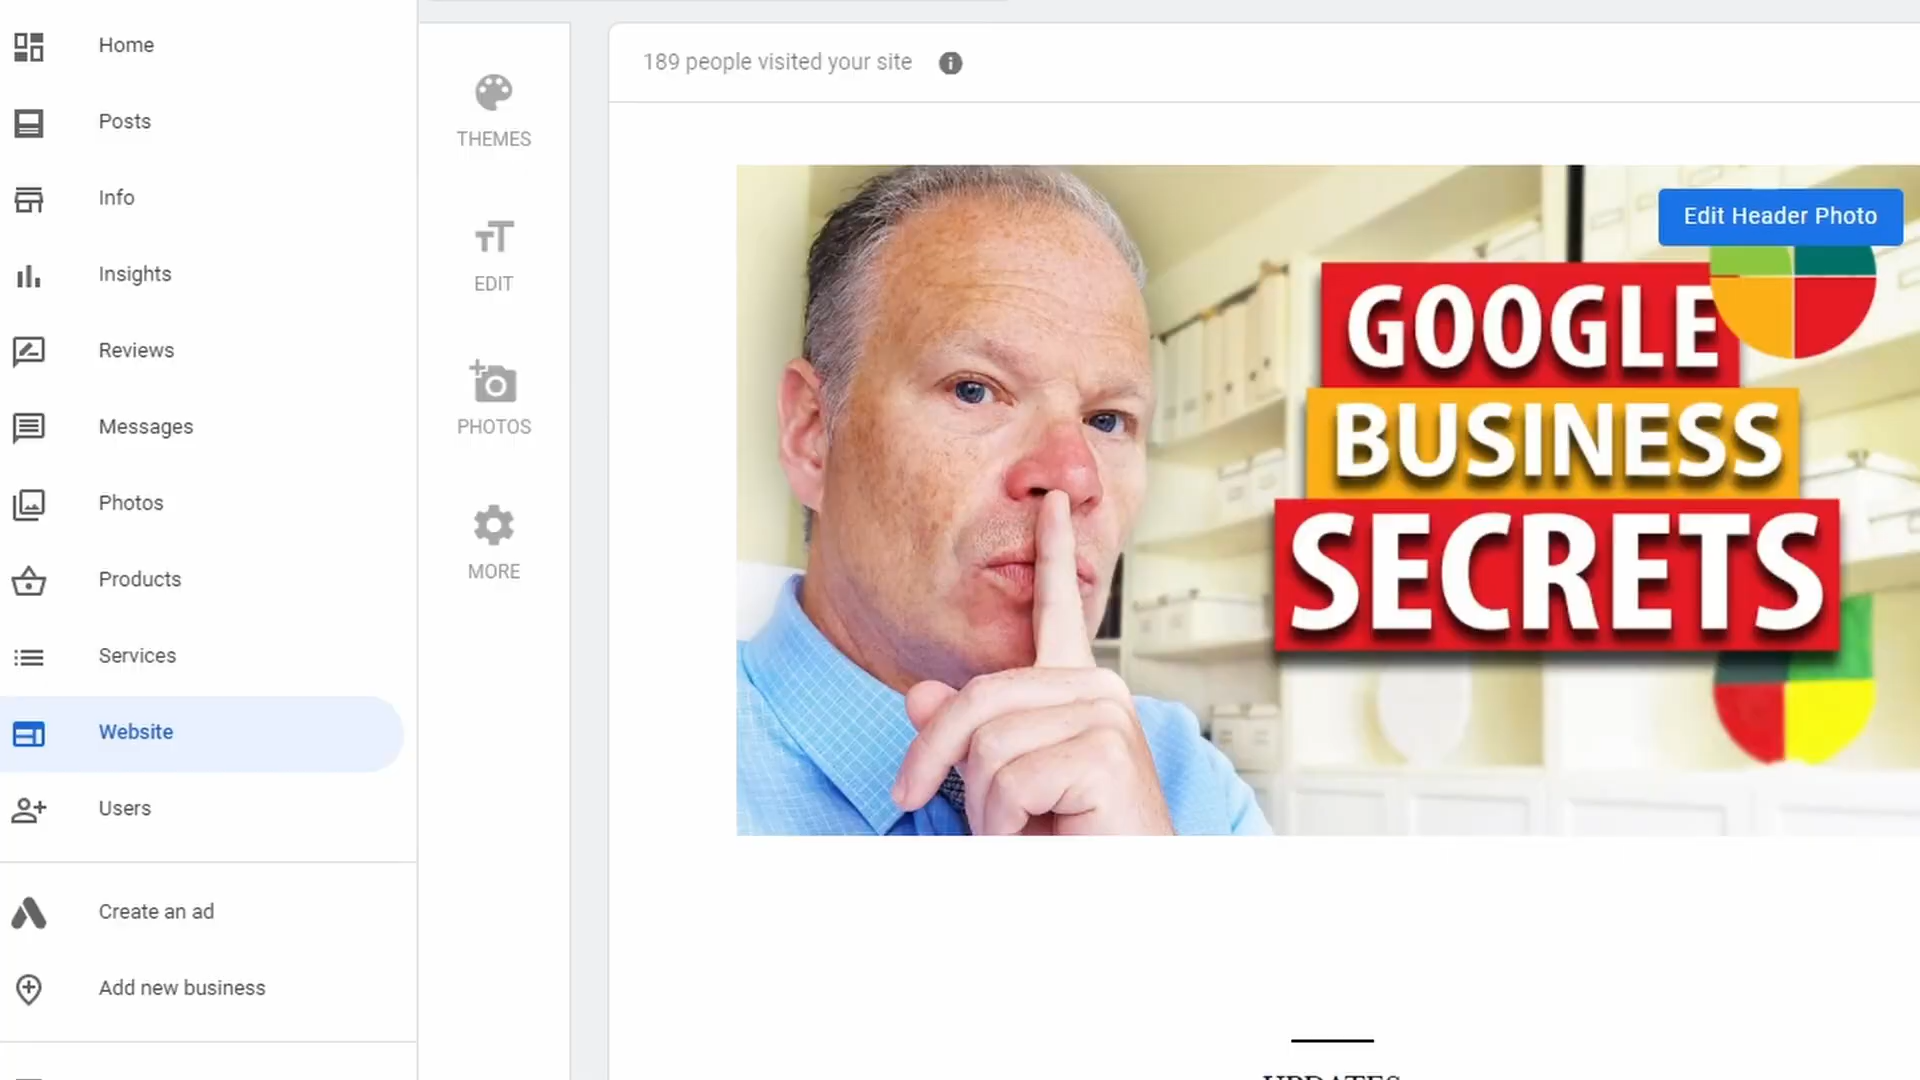 Home
Posts
Info
Insights
Reviews
Messages
Photos
Products
Services
Website
Users
Create an ad
Add new business
THEMES
EDIT
PHOTOS
MORE
189 people visited your site
Edit Header Photo
GOOGLE
BUSINESS
SECRETS
UPDATES